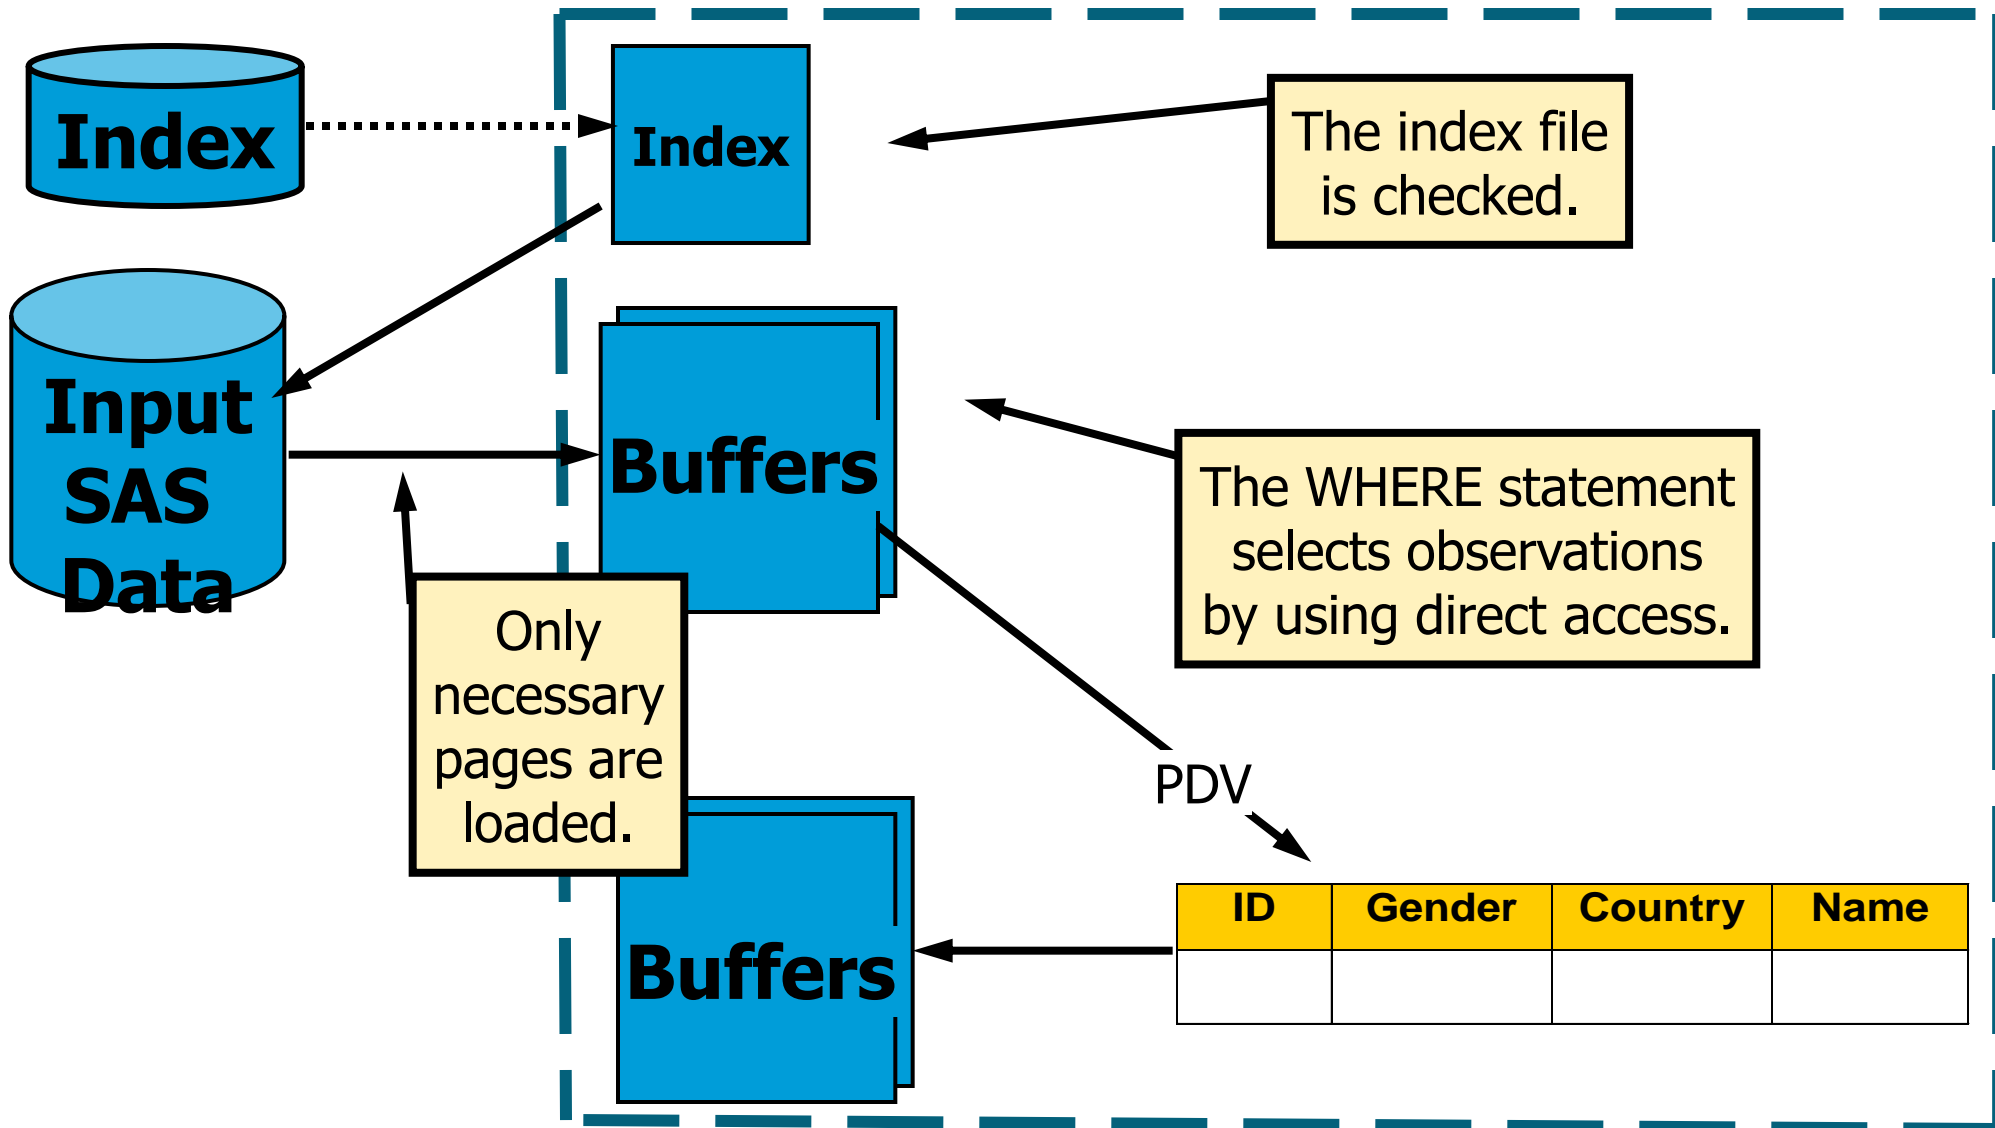 Index
Index
The index file
is checked.
Input
SAS
Data
Buffers
The WHERE statement
selects observations
by using direct access.
Only
necessary
pages are
loaded.
PDV
ID Gender Country Name
Buffers